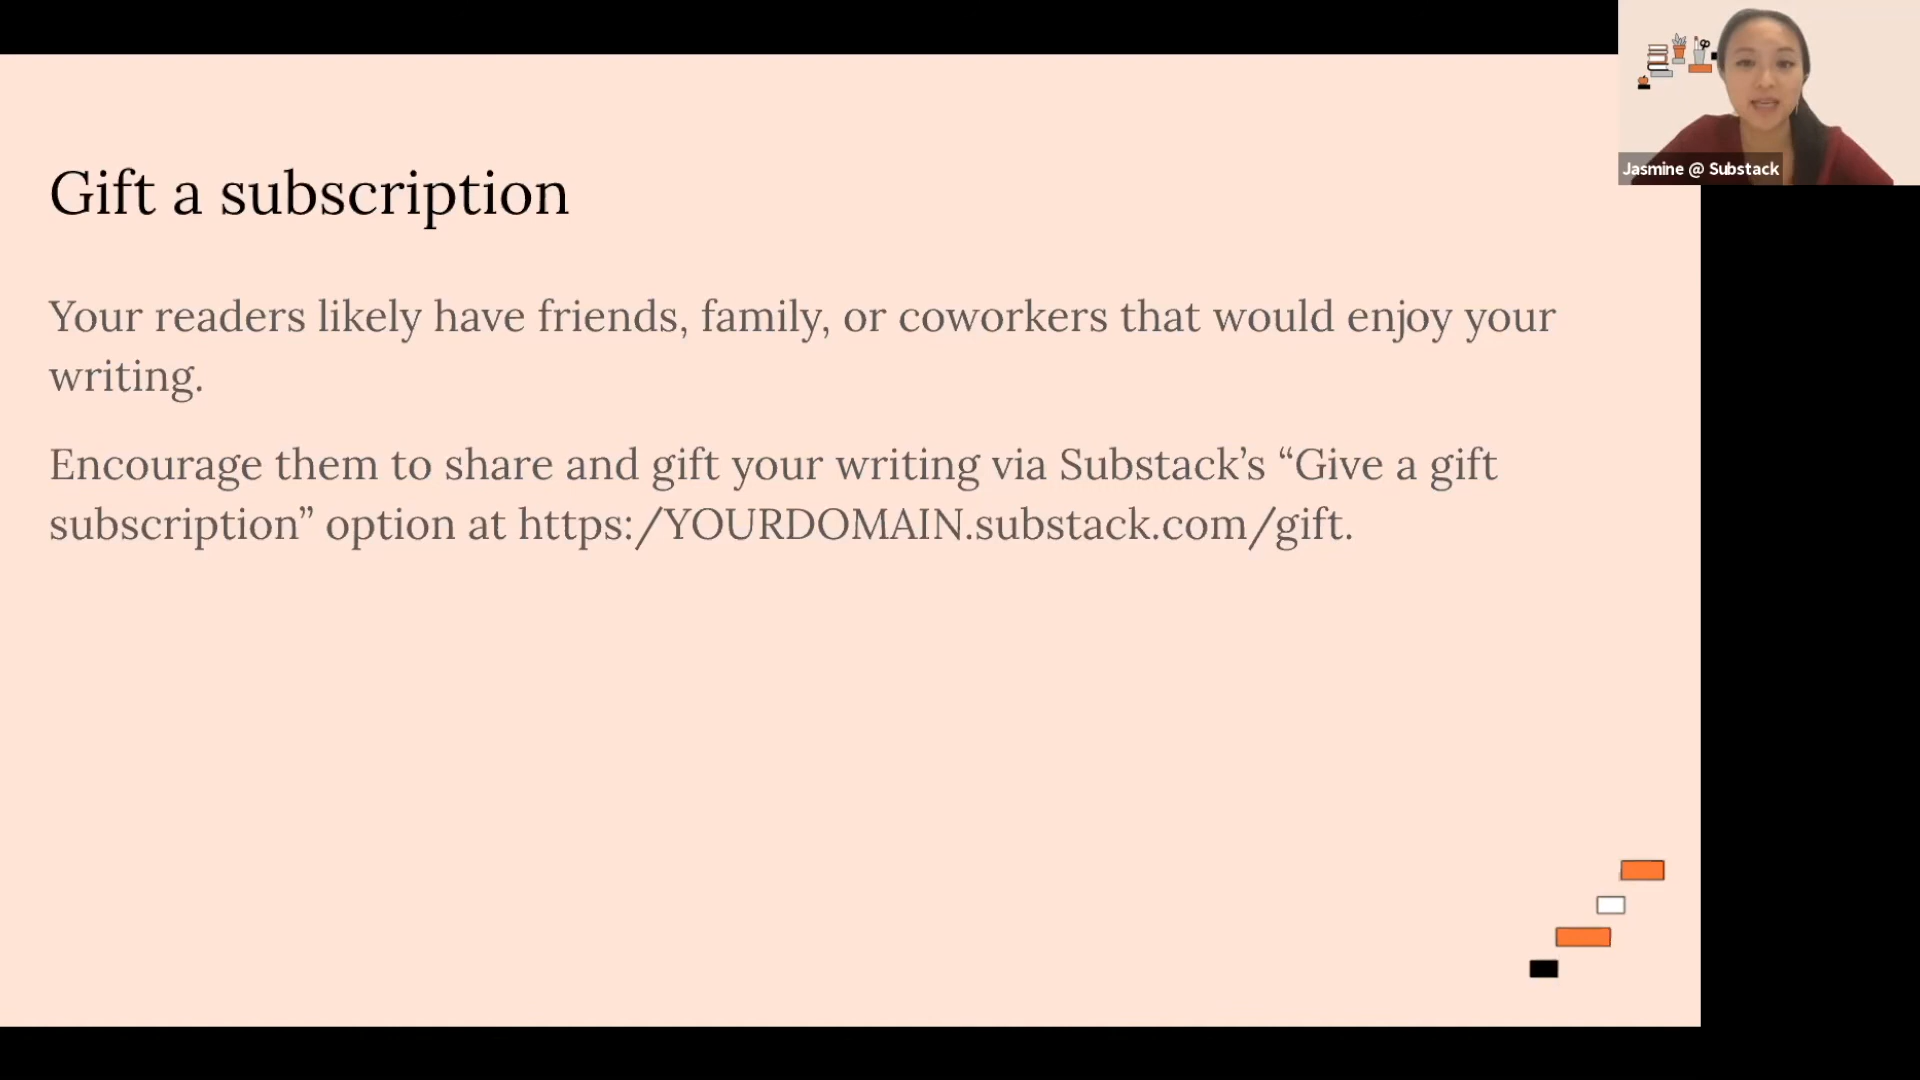 Gift a subscription
Your readers likely have friends, family, or coworkers that would enjoy your
writing.
Encourage them to share and gift your writing via Substack’s “Give a gift
subscription” option at https:/YOURDOMAIN.substack.com/gift.
Jasmine @ Substack